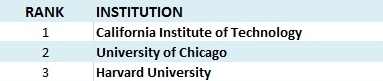 RANK INSTITUTION
1 California Institute of Technology
2 University of Chicago
3 Harvard University